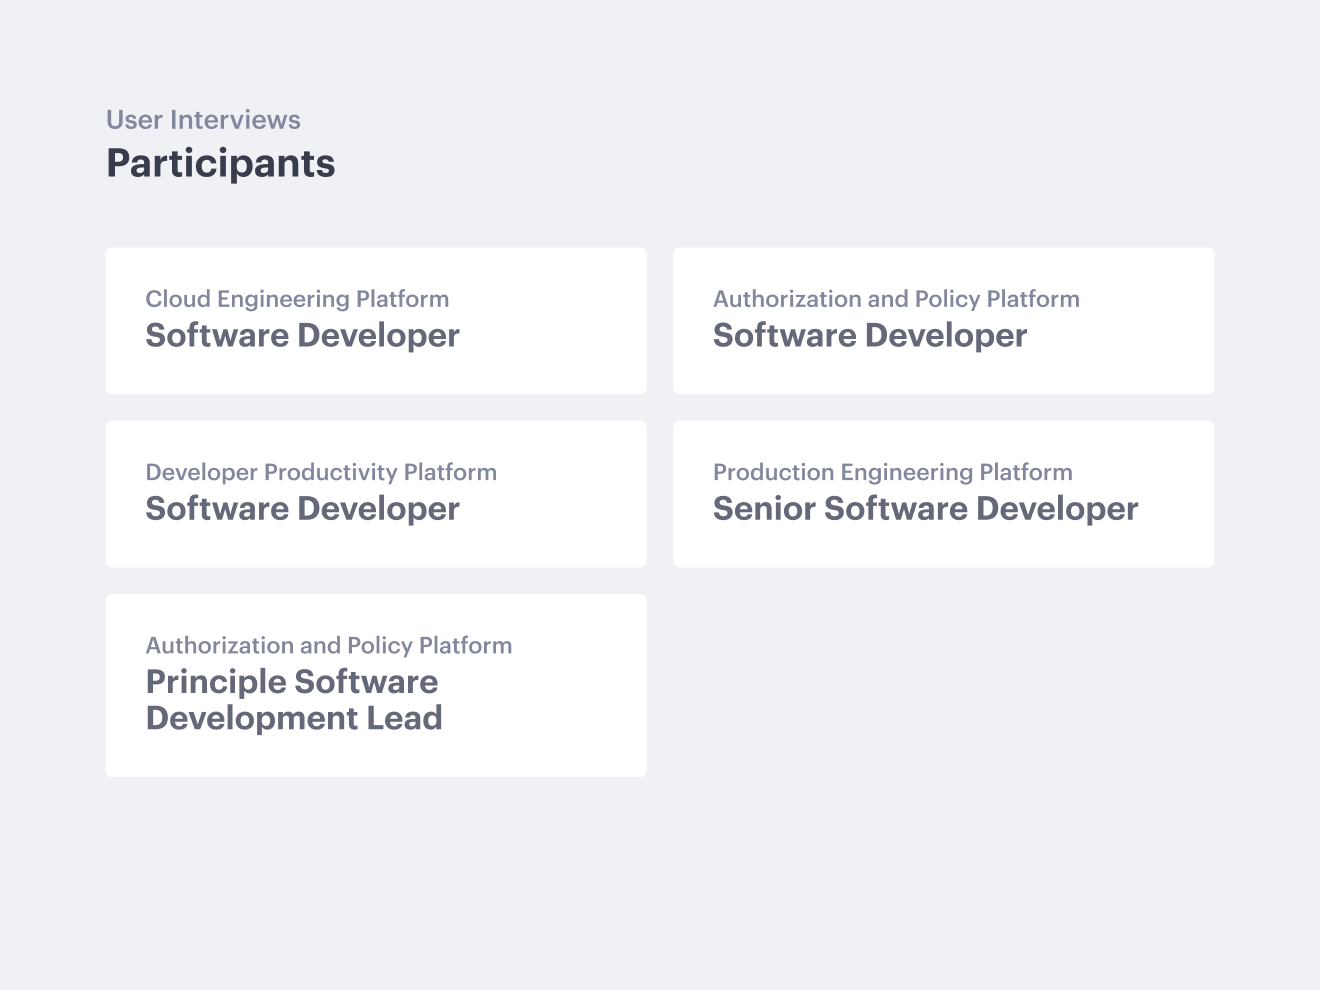 User Interviews
Participants
Cloud Engineering Platform
Software Developer
Authorization and Policy Platform
Software Developer
Developer Productivity Platform
Software Developer
Production Engineering Platform
Senior Software Developer
Authorization and Policy Platform
Principle Software
Development Lead